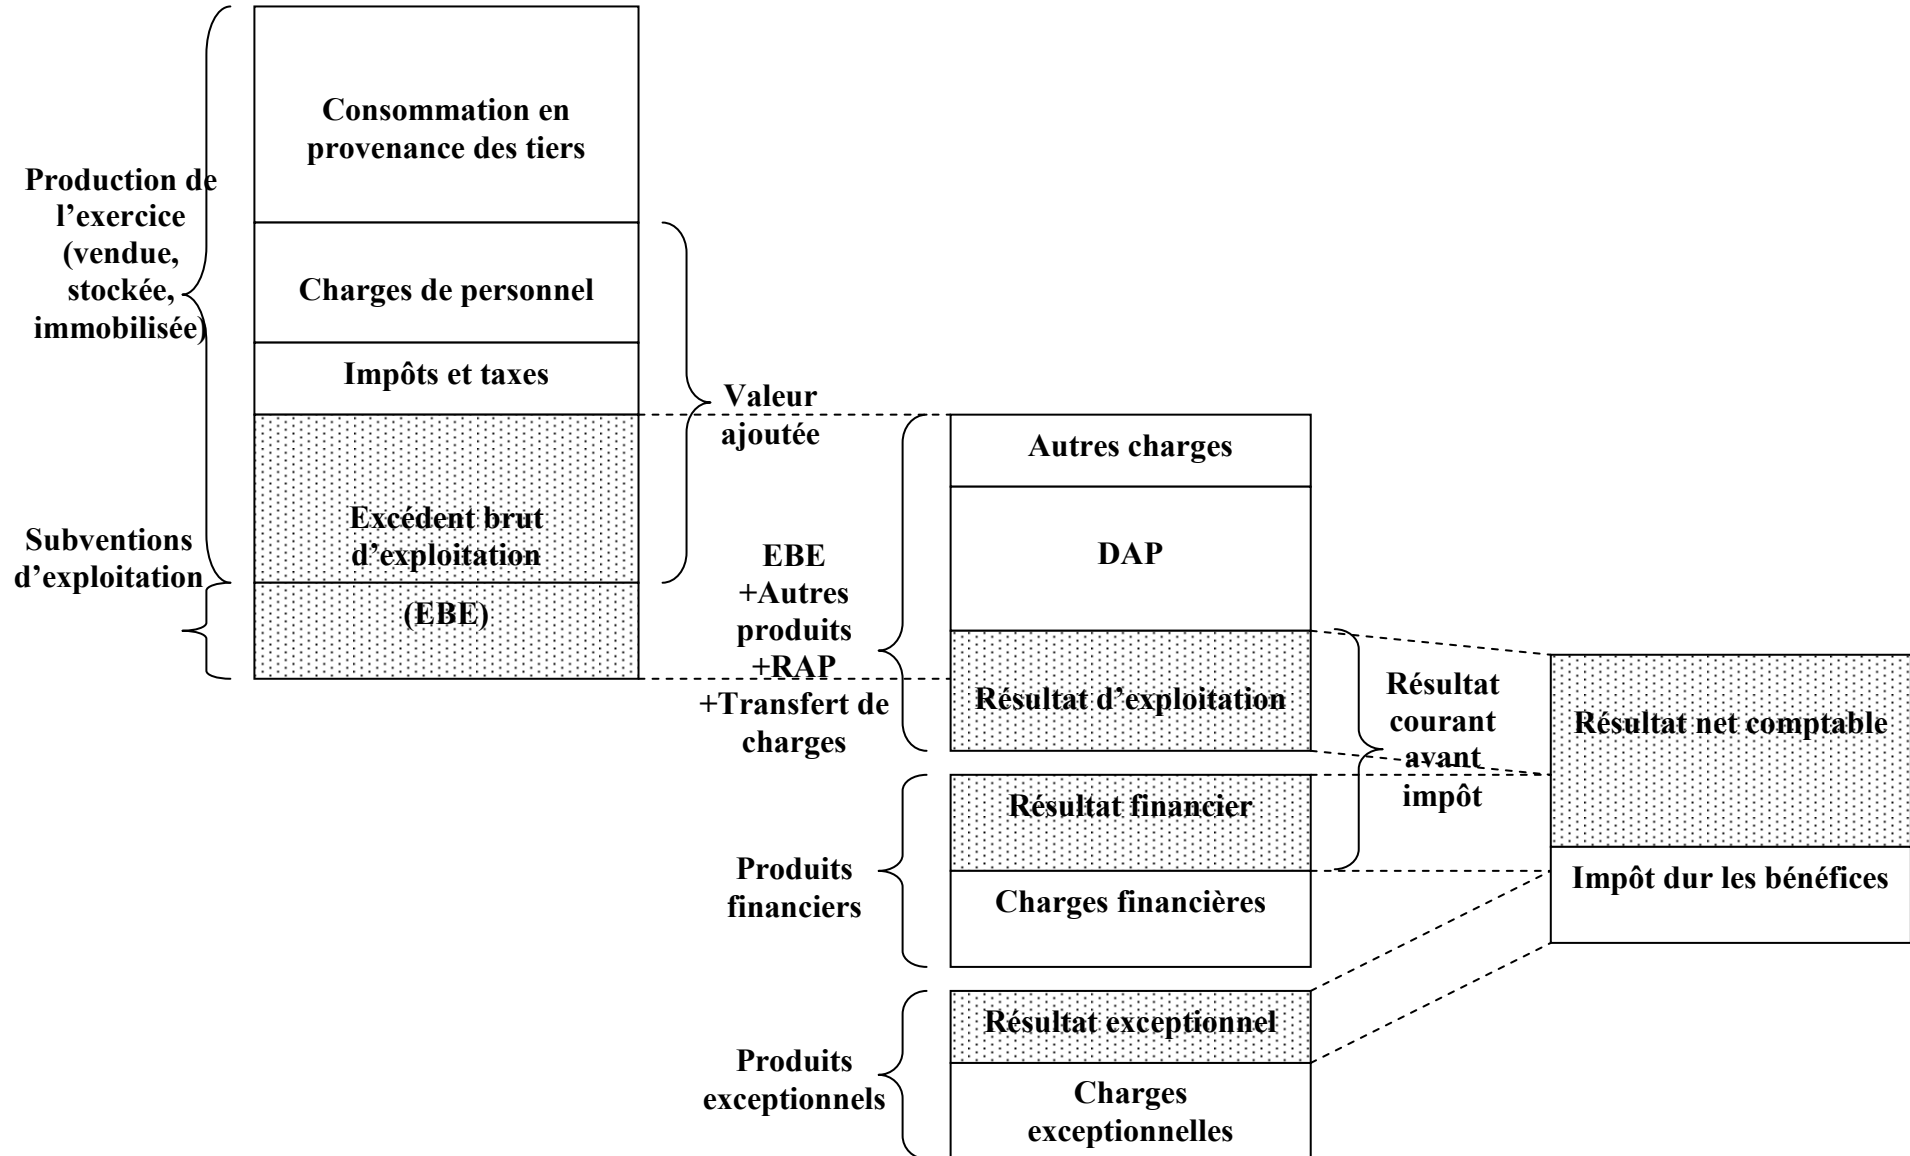 Consommation en
provenance des tiers
Production de
l’exercice
(vendue,
stockée,
immobilisée)
Charges de personnel
Impôts et taxes
Valeur
ajoutée
Excédent brut
d’exploitation
(EBE)
Subventions
d’exploitation
EBE
+Autres
produits
+RAP
+Transfert de
charges
Autres charges
DAP
Résultat d’exploitation
Résultat
courant
avant
impôt
Résultat net comptable
Impôt dur les bénéfices
Produits
financiers
Résultat financier
Charges financières
Produits
exceptionnels
Résultat exceptionnel
Charges
exceptionnelles